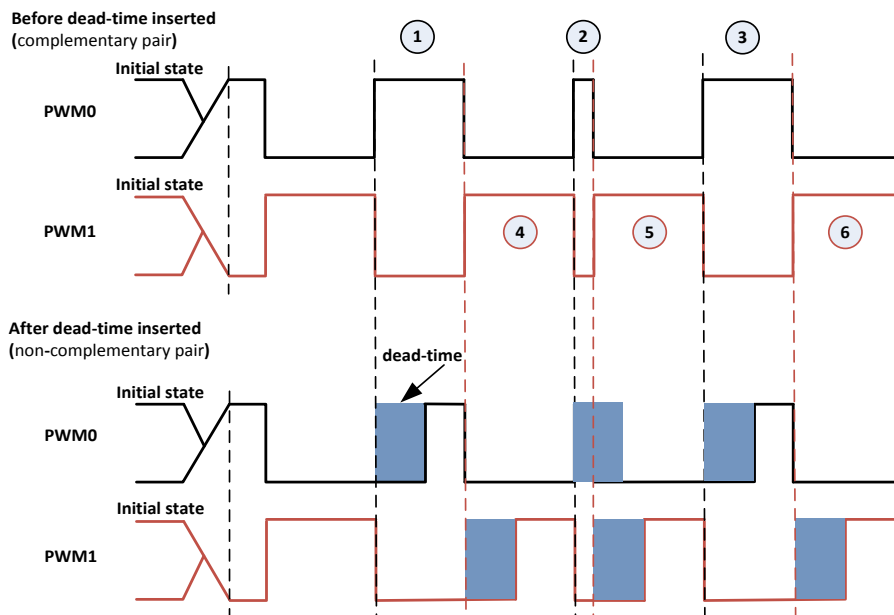 Before dead-time inserted
(complementary pair)
1
2
3
Initial state
PWM0
Initial state
PWM1
4
5
6
After dead-time inserted
(non-complementary pair)
dead-time
Initial state
PWM0
Initial state
PWM1